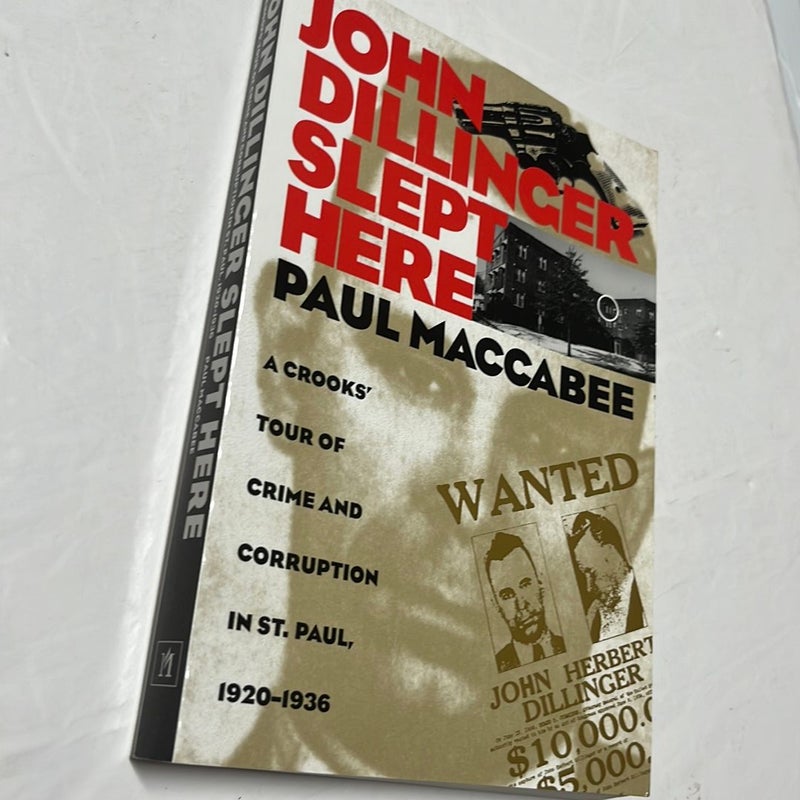 JOHN
DILLINGER
SLEPT
HERE
PAUL MACCABEE
A CROOKS'
TOUR OF
CRIME AND
CORRUPTION
IN ST. PAUL,
1920–1936
WANTED
JOHN HERBERT
DILLINGER
$10,000.0
$5,000.
JOHN DILLINGER SLEPT HERE
PAUL MACCABEE